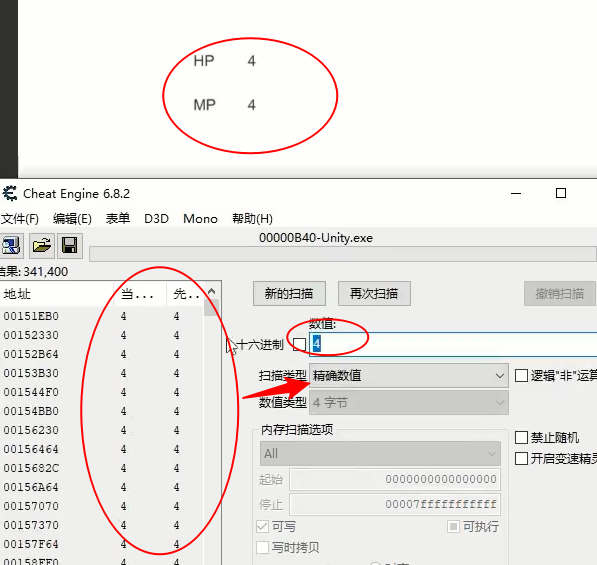 HP 4
MP 4
Cheat Engine 6.8.2
文件(F) 编辑(E) 表单 D3D Mono 帮助(H)
00000B40-Unity.exe
结果: 341,400
地址 当... 先...
新的扫描 再次扫描 撤销扫描
数值:
00151EB0 4 4
00152330 4 4
十六进制 4
00152B64 4 4
00153B30 4 4
扫描类型 精确数值 逻辑"非"运算
001544F0 4 4
数值类型 4 字节
00154BB0 4 4
00156230 4 4
内存扫描选项 禁止随机
00156464 4 4
All 开启变速精灵
0015682C 4 4
起始 0000000000000000
00156A64 4 4
停止 00007fffffffffff
00157070 4 4
00157370 4 4
可写 可执行
00157F64 4 4
写时拷贝
00158FF0 4 4